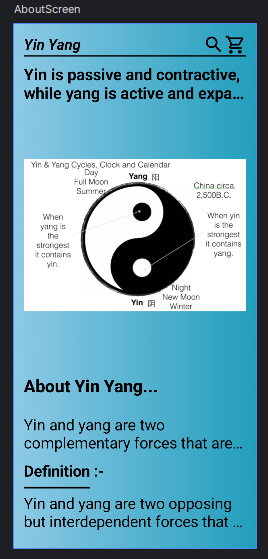 AboutScreen
Yin Yang
Yin is passive and contractive,
while yang is active and expa...
Yin & Yang Cycles, Clock and Calendar
Day
Full Moon
Summer
Yang 阳
China circa
2,500B.C.
When
yang is
the
strongest
it contains
yin.
When yin
is the
strongest
it contains
yang.
Night
New Moon
Winter
Yin 阴
About Yin Yang...
Yin and yang are two
complementary forces that are...
Definition :-
Yin and yang are two opposing
but interdependent forces that ...